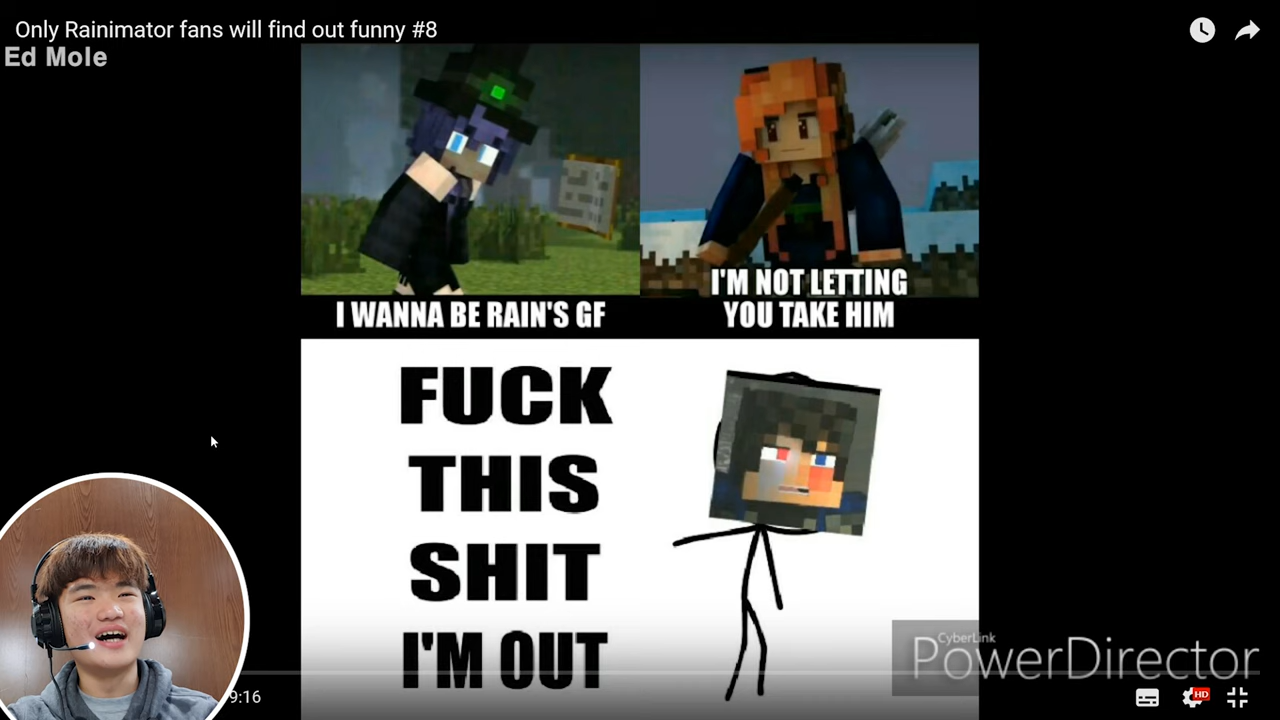 Only Rainimator fans will find out funny #8
Ed Mole
I WANNA BE RAIN'S GF
I'M NOT LETTING
YOU TAKE HIM
FUCK
THIS
SHIT
I'M OUT
CyberLink
PowerDirector
9:16
HD